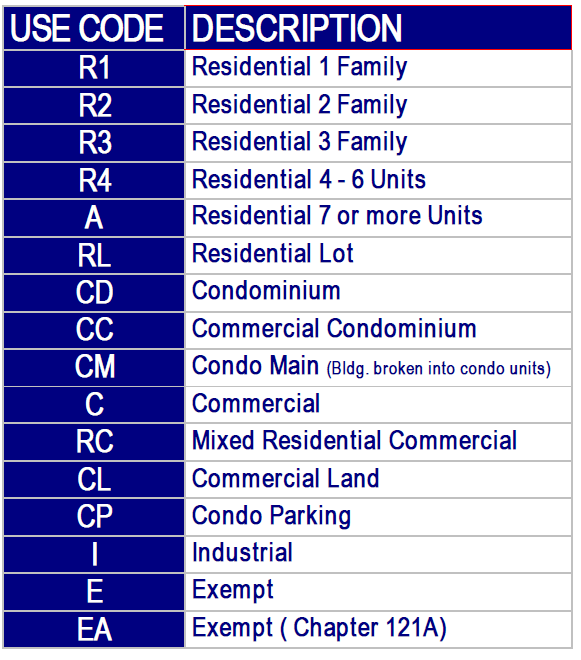 USE CODE DESCRIPTION
R1 Residential 1 Family
R2 Residential 2 Family
R3 Residential 3 Family
R4 Residential 4 - 6 Units
A Residential 7 or more Units
RL Residential Lot
CD Condominium
CC Commercial Condominium
CM Condo Main (Bldg. broken into condo units)
C Commercial
RC Mixed Residential Commercial
CL Commercial Land
CP Condo Parking
I Industrial
E Exempt
EA Exempt ( Chapter 121A)